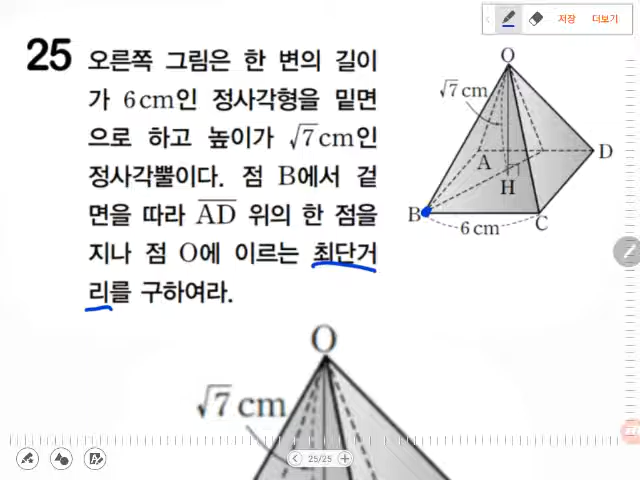 저장
더보기
25 오른쪽 그림은 한 변의 길이
가 6cm인 정사각형을 밑면
으로 하고 높이가 √7cm인
정사각뿔이다. 점 B에서 겉
면을 따라 AD 위의 한 점을
지나 점 O에 이르는 최단거
리를 구하여라.
O
√7 cm
A
D
H
B
6 cm
C
Z
O
√7 cm
25/25